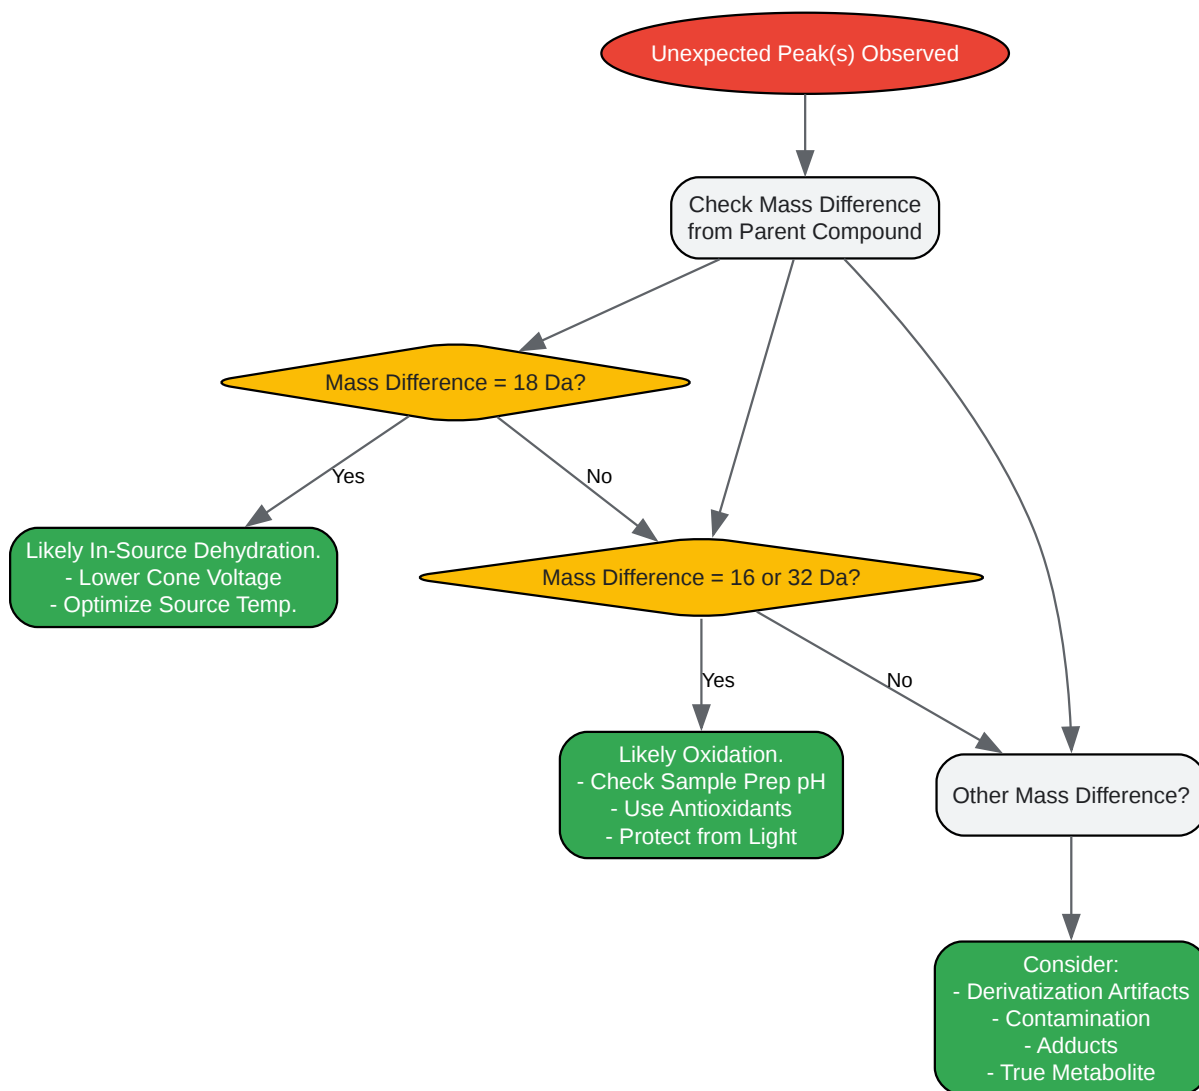 Unexpected Peak(s) Observed
Check Mass Difference
from Parent Compound
Mass Difference = 18 Da?
Yes
No
Likely In-Source Dehydration.
- Lower Cone Voltage
- Optimize Source Temp.
Mass Difference = 16 or 32 Da?
Yes
No
Likely Oxidation.
- Check Sample Prep pH
- Use Antioxidants
- Protect from Light
Other Mass Difference?
Consider:
- Derivatization Artifacts
- Contamination
- Adducts
- True Metabolite